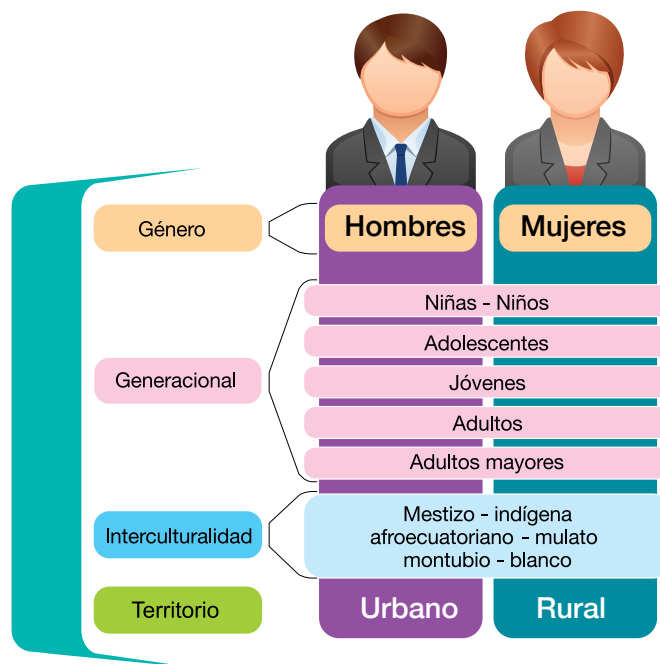 Género
Hombres
Mujeres
Generacional
Niñas - Niños
Adolescentes
Jóvenes
Adultos
Adultos mayores
Interculturalidad
Mestizo - indígena
afroecuatoriano - mulato
montubio - blanco
Territorio
Urbano
Rural